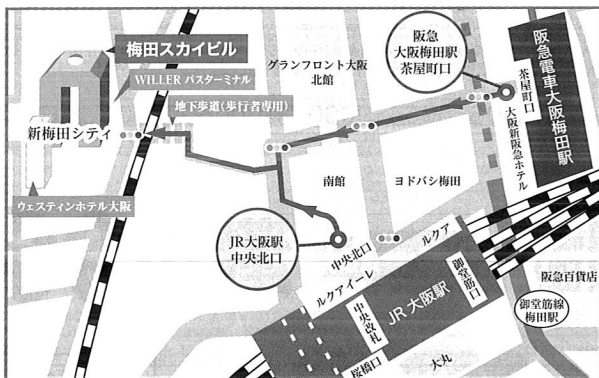 梅田スカイビル
WILLER バスターミナル
地下歩道(歩行者専用)
新梅田シティ
ウェスティンホテル大阪
グランフロント大阪
北館
阪急
大阪梅田駅
茶屋町口
茶屋町口
阪急電車大阪梅田駅
大阪新阪急ホテル
南館
ヨドバシ梅田
JR大阪駅
中央北口
中央北口
ルクア
ルクアイーレ
御堂筋口
JR 大阪駅
中央改札
桜橋口
大丸
阪急百貨店
御堂筋線
梅田駅